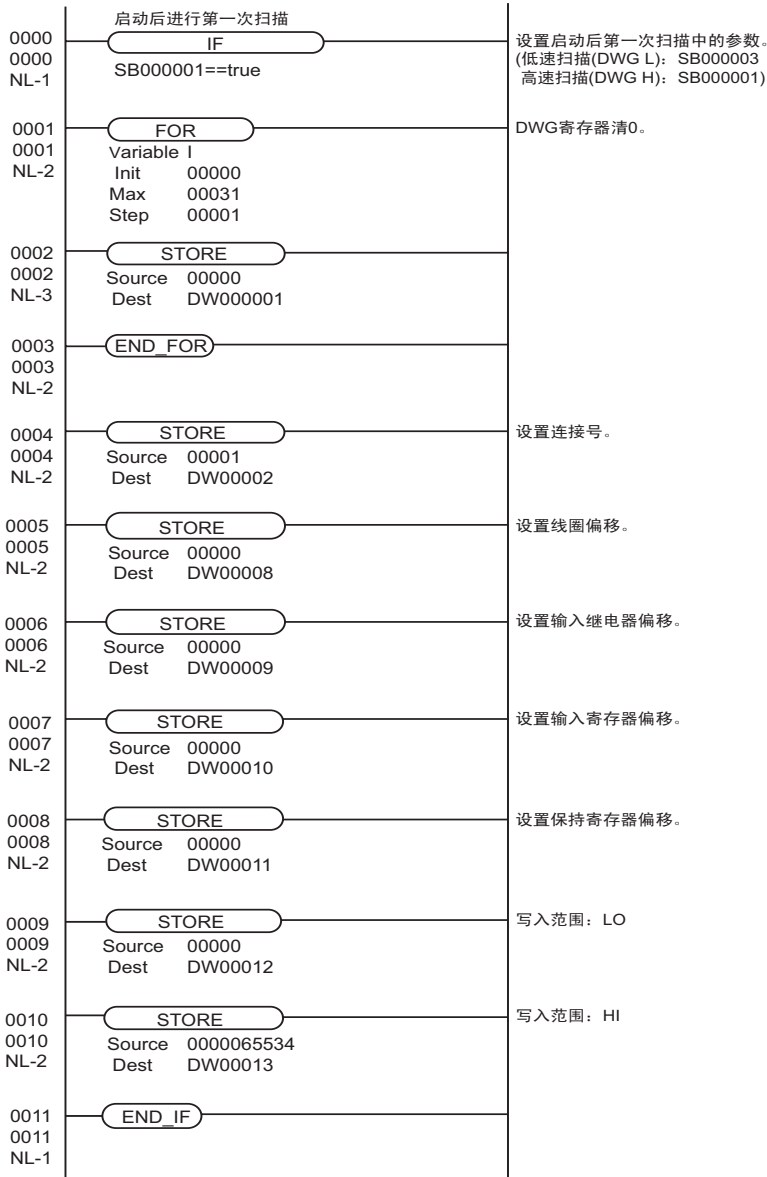 启动后进行第一次扫描
0000 IF 设置启动后第一次扫描中的参数。
0000 SB000001==true (低速扫描(DWG L)：SB000003
NL-1 高速扫描(DWG H)：SB000001)
0001 FOR DWG寄存器清0。
0001 Variable I
NL-2 Init 00000
Max 00031
Step 00001
0002 STORE
0002 Source 00000
NL-3 Dest DW000001
0003 END_FOR
0003
NL-2
0004 STORE 设置连接号。
0004 Source 00001
NL-2 Dest DW00002
0005 STORE 设置线圈偏移。
0005 Source 00000
NL-2 Dest DW00008
0006 STORE 设置输入继电器偏移。
0006 Source 00000
NL-2 Dest DW00009
0007 STORE 设置输入寄存器偏移。
0007 Source 00000
NL-2 Dest DW00010
0008 STORE 设置保持寄存器偏移。
0008 Source 00000
NL-2 Dest DW00011
0009 STORE 写入范围：LO
0009 Source 00000
NL-2 Dest DW00012
0010 STORE 写入范围：HI
0010 Source 0000065534
NL-2 Dest DW00013
0011 END_IF
0011
NL-1